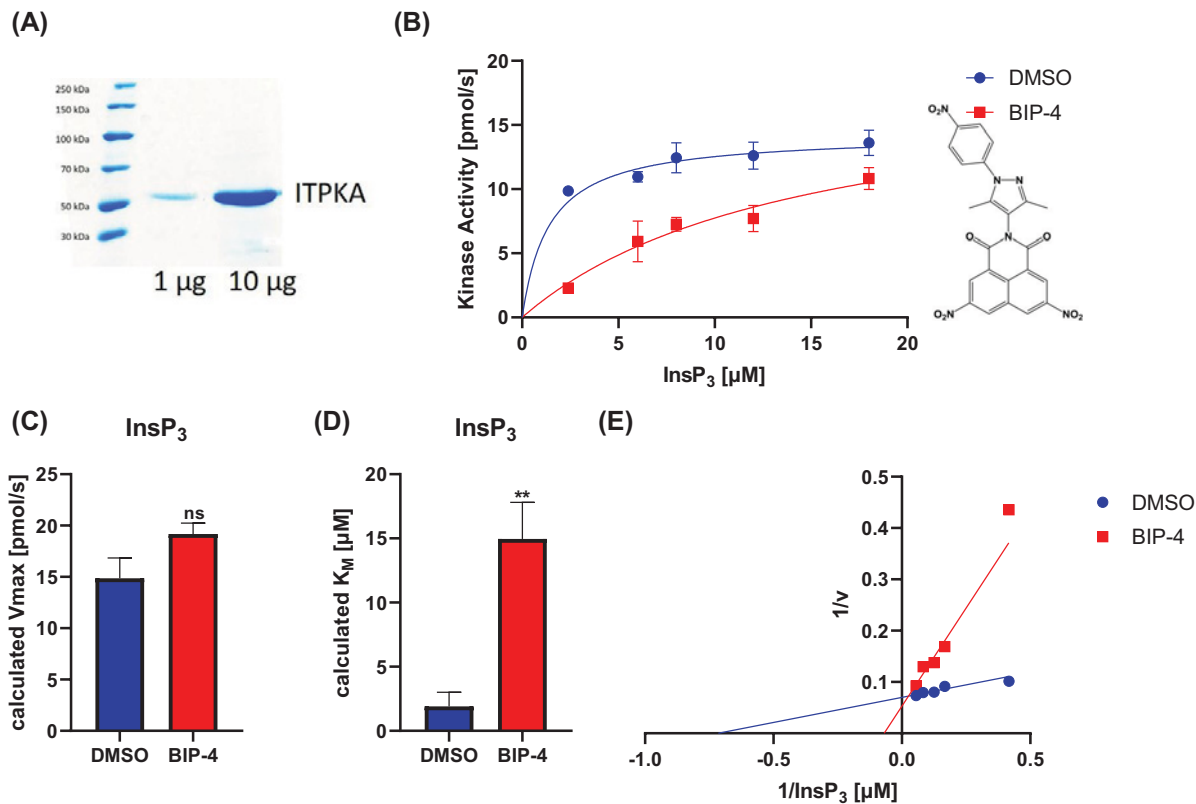 (A)
250 kDa
150 kDa
100 kDa
70 kDa
50 kDa
30 kDa
ITPKA
1 µg 10 µg
(B)
20
15
10
5
0
Kinase Activity [pmol/s]
0 5 10 15 20
InsP3 [µM]
DMSO
BIP-4
O2N
N N
N
O O
O2N NO2
(C)
InsP3
25
20
15
10
5
0
calculated Vmax [pmol/s]
ns
DMSO BIP-4
(D)
InsP3
20
15
10
5
0
calculated KM [µM]
**
DMSO BIP-4
(E)
0.5
0.4
0.3
0.2
0.1
1/v
-1.0 -0.5 0.0 0.5
1/InsP3 [µM]
DMSO
BIP-4